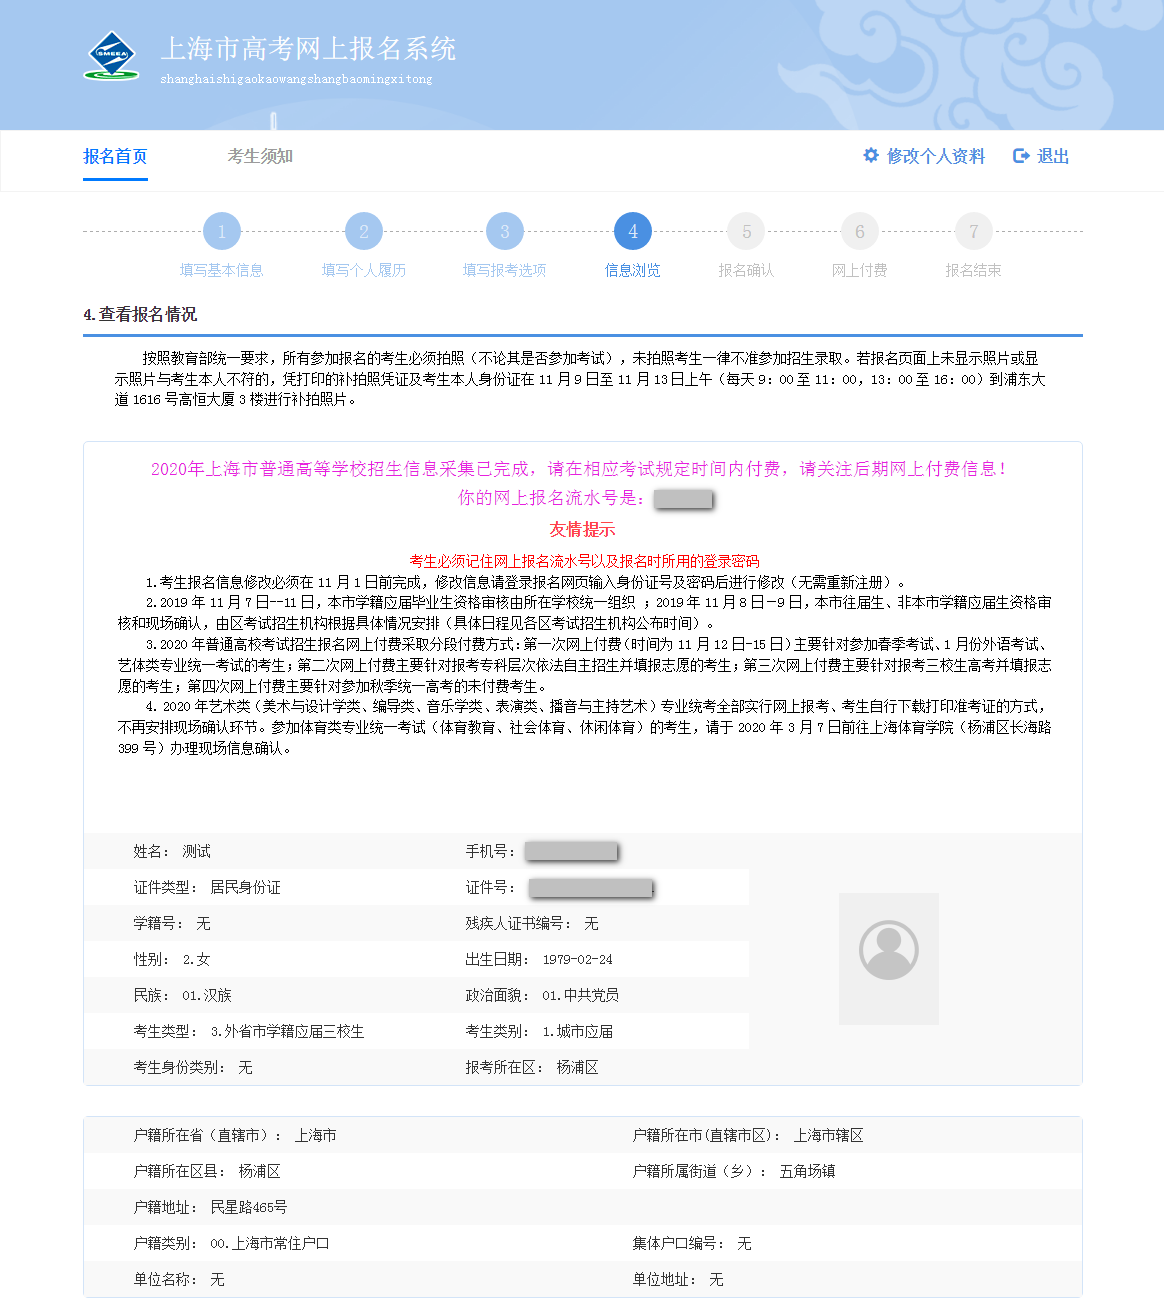 SMEEA
上海市高考网上报名系统
shanghaishigaokaowangshangbaomingxitong
报名首页 考生须知 修改个人资料 退出
1 2 3 4 5 6 7
填写基本信息 填写个人履历 填写报考选项 信息浏览 报名确认 网上付费 报名结束
4.查看报名情况
按照教育部统一要求，所有参加报名的考生必须拍照（不论其是否参加考试），未拍照考生一律不准参加招生录取。若报名页面上未显示照片或显
示照片与考生本人不符的，凭打印的补拍照凭证及考生本人身份证在 11 月 9 日至 11 月 13 日上午（每天 9：00 至 11：00，13：00 至 16：00）到浦东大
道 1616 号高恒大厦 3 楼进行补拍照片。
2020年上海市普通高等学校招生信息采集已完成，请在相应考试规定时间内付费，请关注后期网上付费信息！
你的网上报名流水号是：
友情提示
考生必须记住网上报名流水号以及报名时所用的登录密码
1.考生报名信息修改必须在 11 月 1 日前完成，修改信息请登录报名网页输入身份证号及密码后进行修改（无需重新注册）。
2.2019 年 11 月 7 日--11 日，本市学籍应届毕业生资格审核由所在学校统一组织 ；2019 年 11 月 8 日－9 日，本市往届生、非本市学籍应届生资格审
核和现场确认，由区考试招生机构根据具体情况安排（具体日程见各区考试招生机构公布时间）。
3.2020 年普通高校考试招生报名网上付费采取分段付费方式：第一次网上付费（时间为 11 月 12 日-15 日）主要针对参加春季考试、1 月份外语考试、
艺体类专业统一考试的考生；第二次网上付费主要针对报考专科层次依法自主招生并填报志愿的考生；第三次网上付费主要针对报考三校生高考并填报志
愿的考生；第四次网上付费主要针对参加秋季统一高考的未付费考生。
4. 2020 年艺术类（美术与设计学类、编导类、音乐学类、表演类、播音与主持艺术）专业统考全部实行网上报考、考生自行下载打印准考证的方式，
不再安排现场确认环节。参加体育类专业统一考试（体育教育、社会体育、休闲体育）的考生，请于 2020 年 3 月 7 日前往上海体育学院（杨浦区长海路
399 号）办理现场信息确认。
姓名： 测试 手机号：
证件类型： 居民身份证 证件号：
学籍号： 无 残疾人证书编号： 无
性别： 2.女 出生日期： 1979-02-24
民族： 01.汉族 政治面貌： 01.中共党员
考生类型： 3.外省市学籍应届三校生 考生类别： 1.城市应届
考生身份类别： 无 报考所在区： 杨浦区
户籍所在省（直辖市）： 上海市 户籍所在市(直辖市区)： 上海市辖区
户籍所在区县： 杨浦区 户籍所属街道（乡）： 五角场镇
户籍地址： 民星路465号
户籍类别： 00.上海市常住户口 集体户口编号： 无
单位名称： 无 单位地址： 无